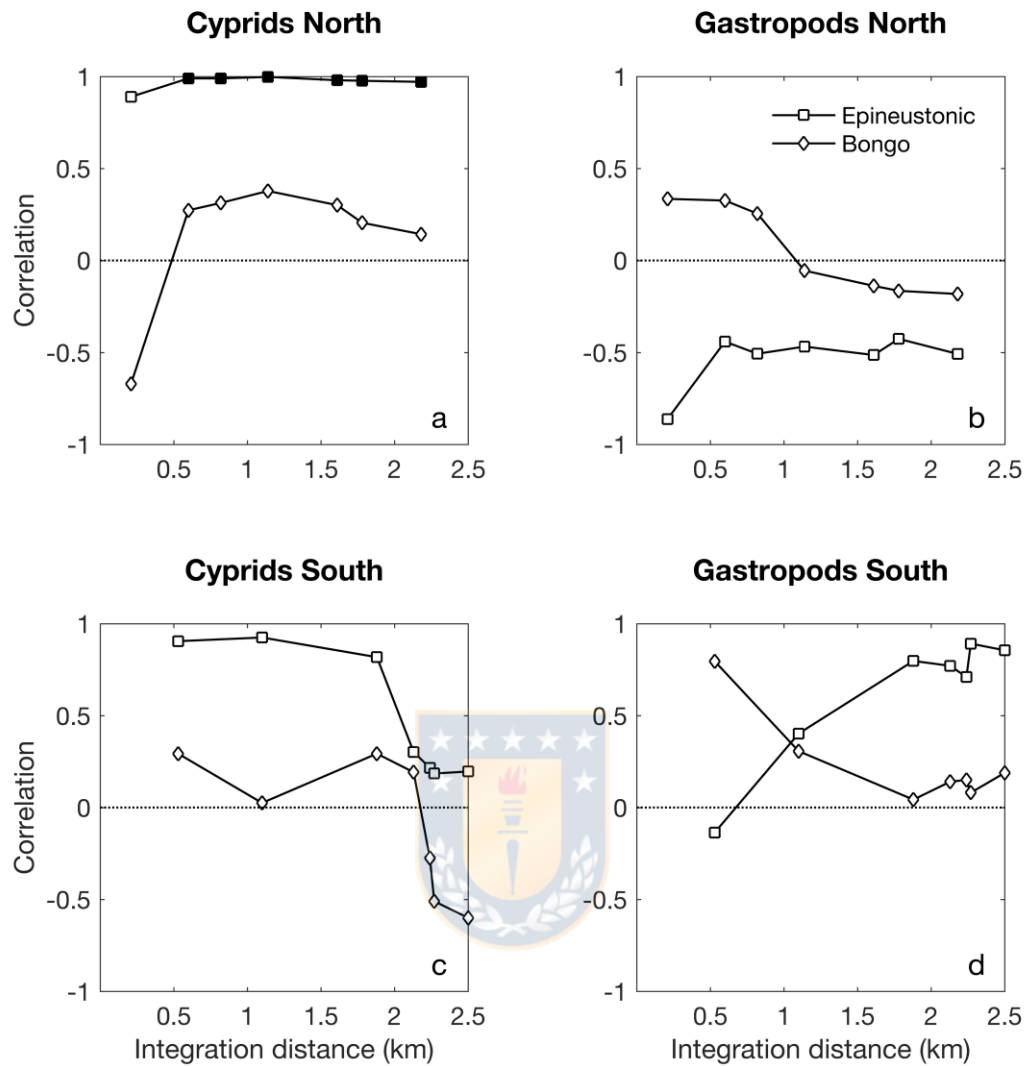 Cyprids North
Gastropods North
1
0.5
0
-0.5
-1
Correlation
0.5 1 1.5 2 2.5
a
1
0.5
0
-0.5
-1
Epineustonic
Bongo
0.5 1 1.5 2 2.5
b
Cyprids South
Gastropods South
1
0.5
0
-0.5
-1
Correlation
0.5 1 1.5 2 2.5
Integration distance (km)
c
1
0.5
0
-0.5
-1
0.5 1 1.5 2 2.5
Integration distance (km)
d